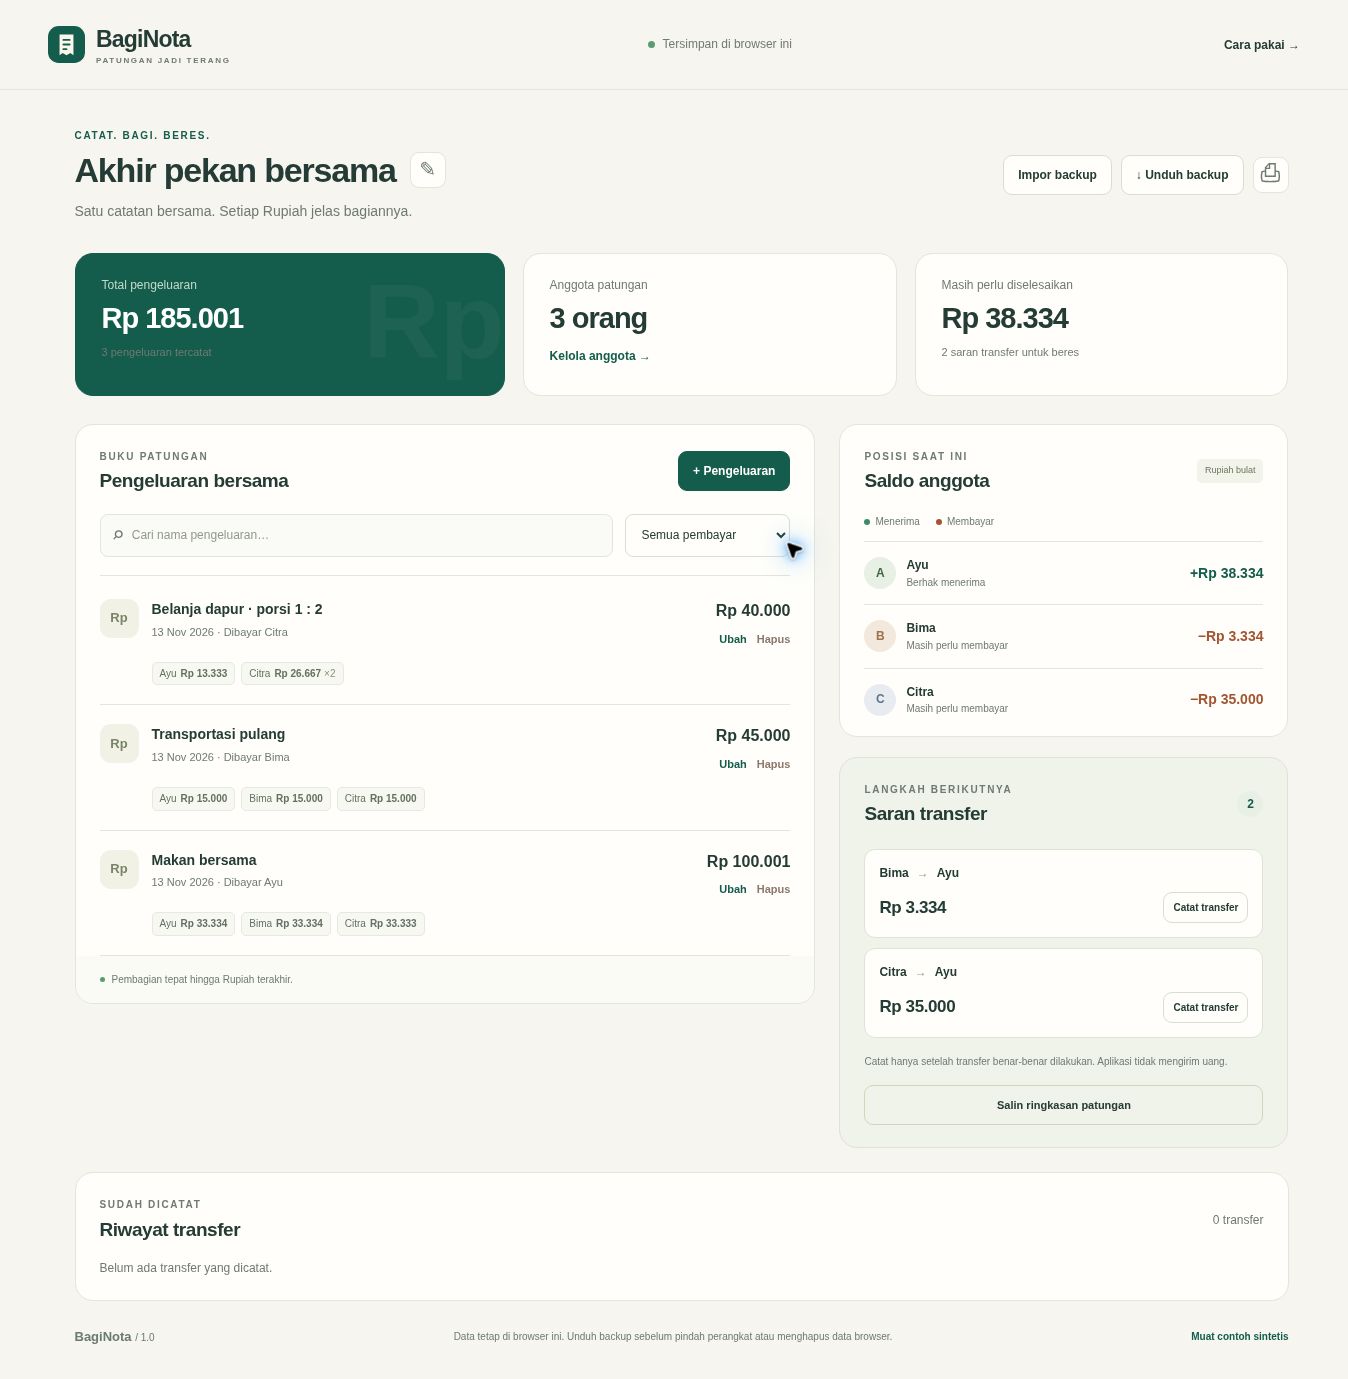 BagiNota
PATUNGAN JADI TERANG
Tersimpan di browser ini
Cara pakai →
CATAT. BAGI. BERES.
Akhir pekan bersama ✎
Satu catatan bersama. Setiap Rupiah jelas bagiannya.
Impor backup
↓ Unduh backup
Total pengeluaran
Rp 185.001
3 pengeluaran tercatat
Rp
Anggota patungan
3 orang
Kelola anggota →
Masih perlu diselesaikan
Rp 38.334
2 saran transfer untuk beres
BUKU PATUNGAN
Pengeluaran bersama
+ Pengeluaran
Cari nama pengeluaran…
Semua pembayar
Rp
Belanja dapur · porsi 1 : 2
Rp 40.000
13 Nov 2026 · Dibayar Citra
Ubah Hapus
Ayu Rp 13.333 Citra Rp 26.667 ×2
Rp
Transportasi pulang
Rp 45.000
13 Nov 2026 · Dibayar Bima
Ubah Hapus
Ayu Rp 15.000 Bima Rp 15.000 Citra Rp 15.000
Rp
Makan bersama
Rp 100.001
13 Nov 2026 · Dibayar Ayu
Ubah Hapus
Ayu Rp 33.334 Bima Rp 33.334 Citra Rp 33.333
Pembagian tepat hingga Rupiah terakhir.
POSISI SAAT INI
Saldo anggota
Rupiah bulat
Menerima Membayar
A
Ayu
Berhak menerima
+Rp 38.334
B
Bima
Masih perlu membayar
−Rp 3.334
C
Citra
Masih perlu membayar
−Rp 35.000
LANGKAH BERIKUTNYA
Saran transfer
2
Bima → Ayu
Rp 3.334
Catat transfer
Citra → Ayu
Rp 35.000
Catat transfer
Catat hanya setelah transfer benar-benar dilakukan. Aplikasi tidak mengirim uang.
Salin ringkasan patungan
SUDAH DICATAT
Riwayat transfer
0 transfer
Belum ada transfer yang dicatat.
BagiNota / 1.0
Data tetap di browser ini. Unduh backup sebelum pindah perangkat atau menghapus data browser.
Muat contoh sintetis